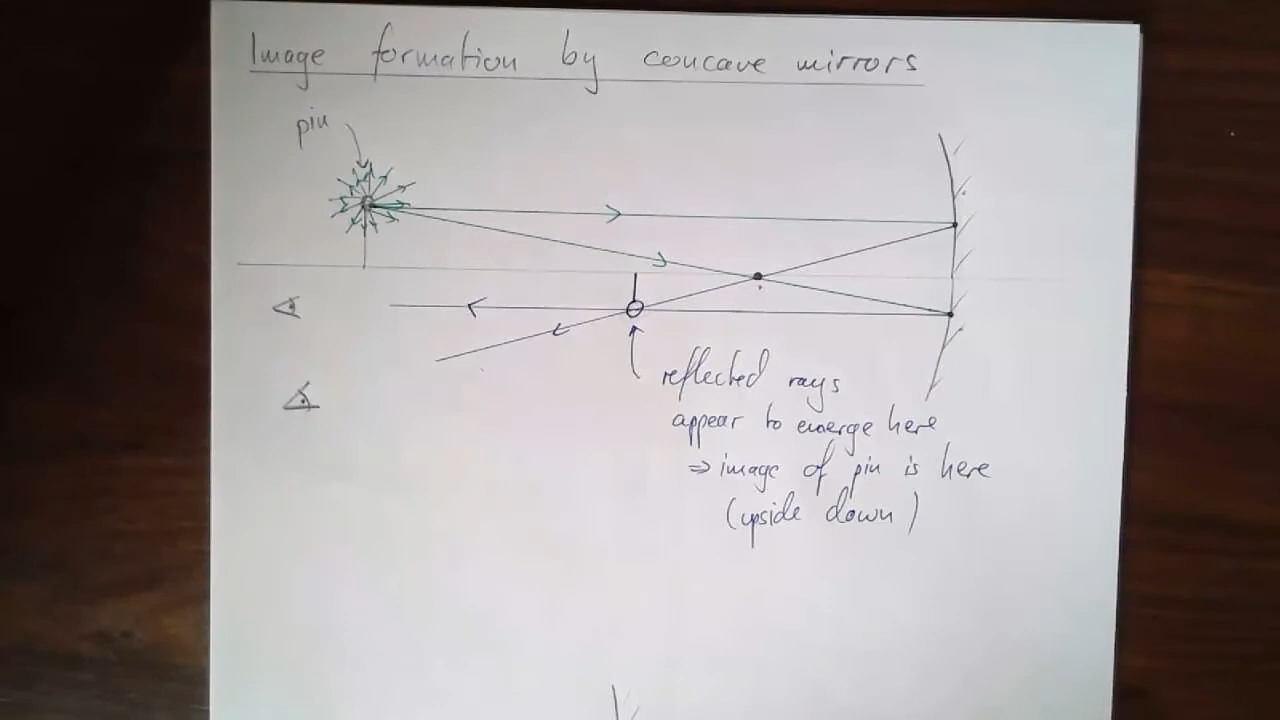 Image formation by concave mirrors
pin
reflected rays
appear to emerge here
⇒ image of pin is here
(upside down)